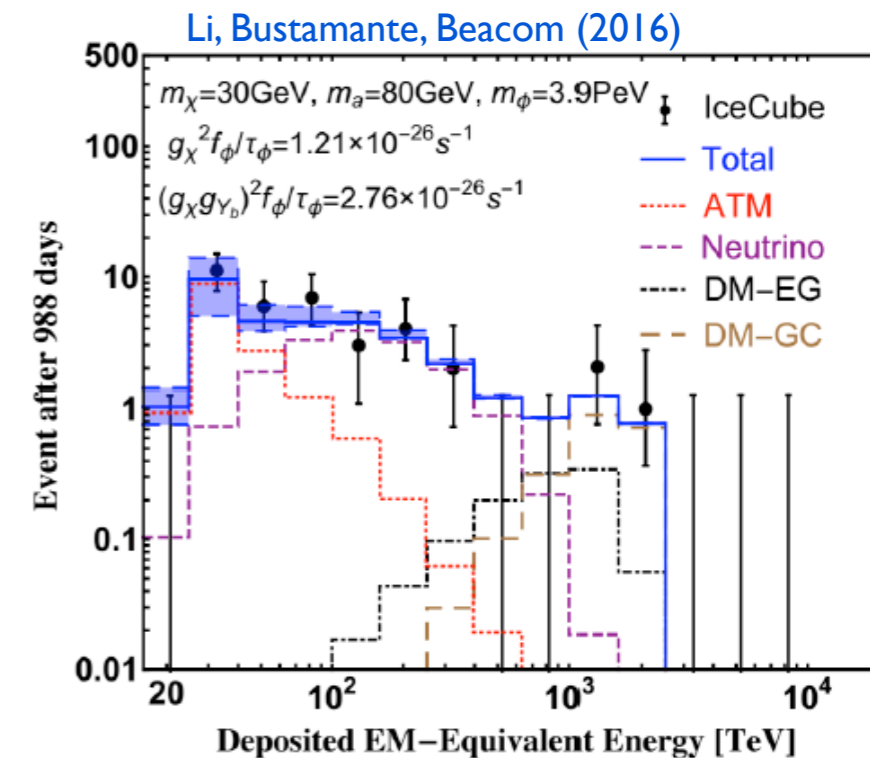 Li, Bustamante, Beacom (2016)
500
m_χ=30GeV, m_a=80GeV, m_ϕ=3.9PeV
IceCube
g_χ²f_ϕ/τ_ϕ=1.21×10⁻²⁶s⁻¹
100
Total
(g_χg_{Y_b})²f_ϕ/τ_ϕ=2.76×10⁻²⁶s⁻¹
ATM
Neutrino
10
DM−EG
DM−GC
1
0.1
0.01
Event after 988 days
20 10² 10³ 10⁴
Deposited EM−Equivalent Energy [TeV]